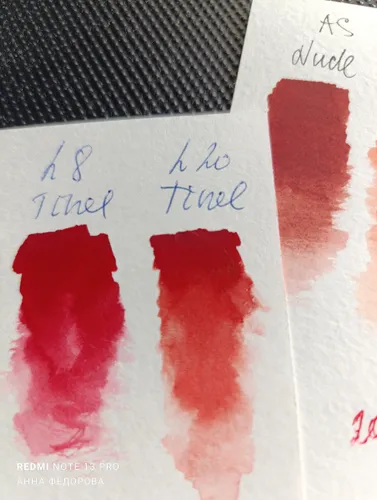 AS
Nude
h 8
Tinel
h 20
Tinel
REDMI NOTE 13 PRO
АННА ФЕДОРОВА